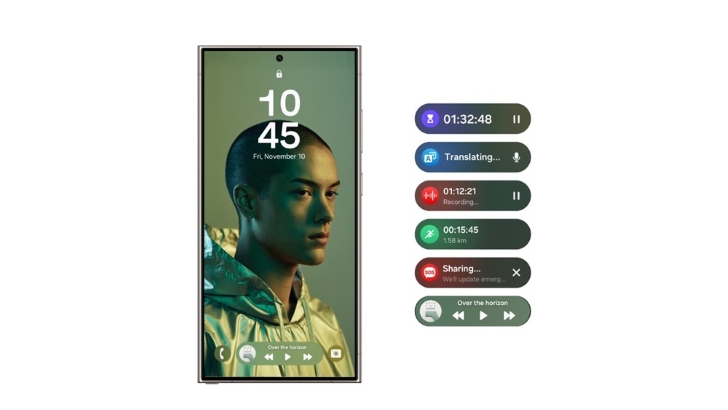 10
45
Fri, November 10
Over the horizon
01:32:48
Translating...
01:12:21
Recording...
00:15:45
1.58 km
SOS
Sharing...
We'll update emerg...
Over the horizon